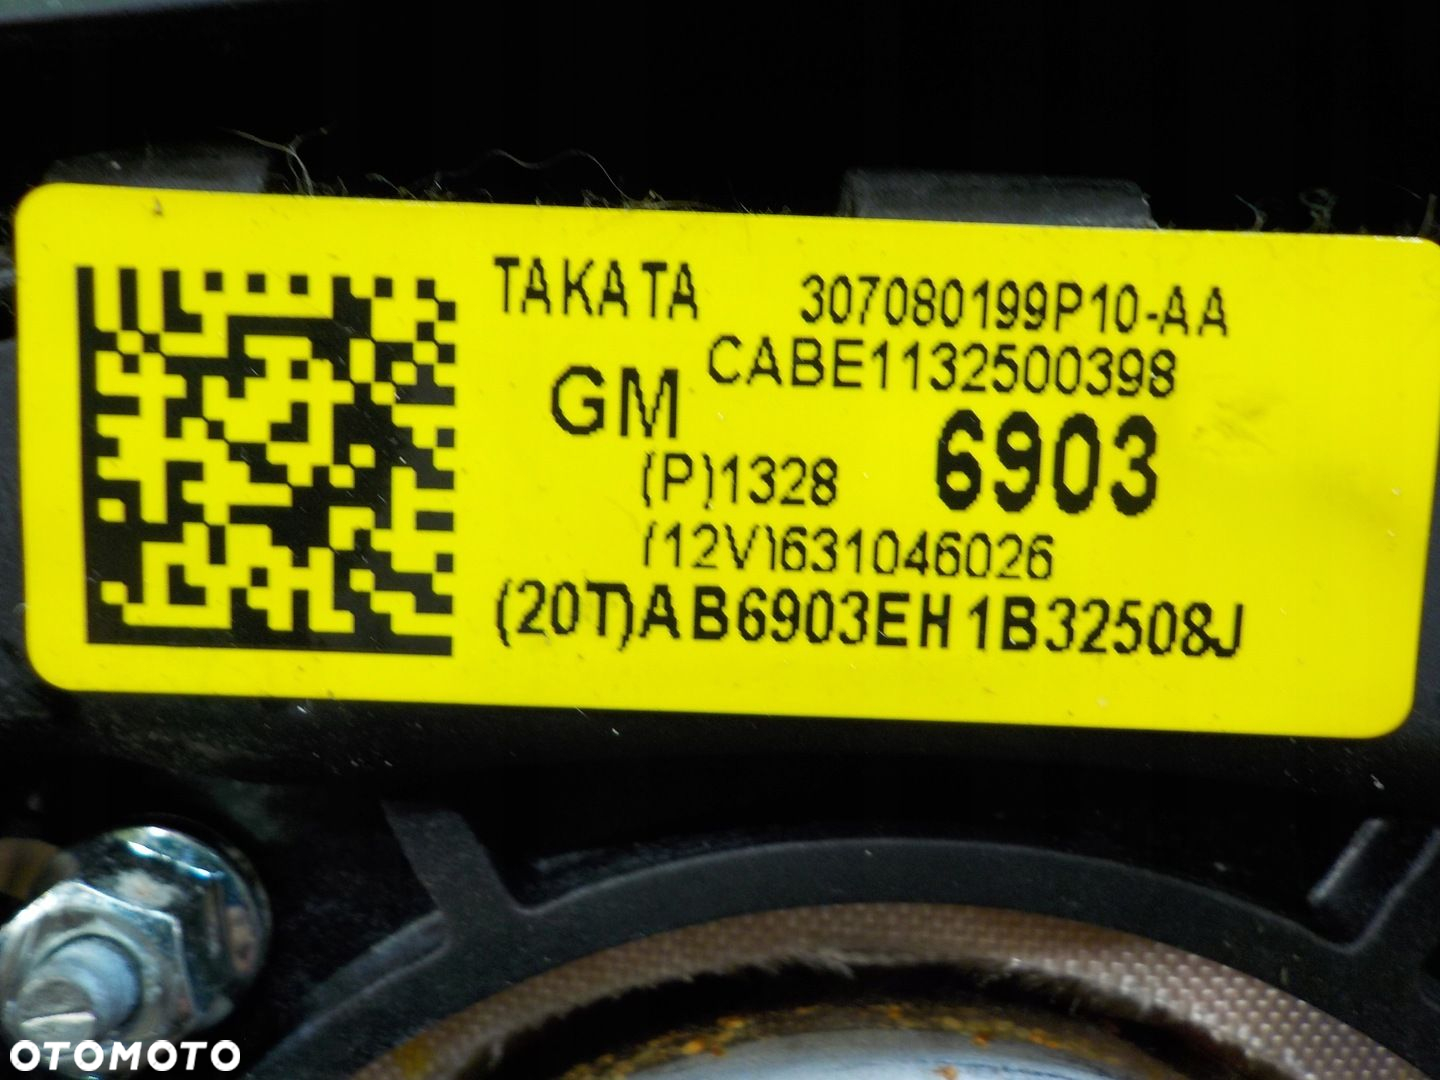 TAKATA 307080199P10-AA
CABE1132500398
GM
6903
(P)1328
(12V)631046026
(20T)AB6903EH1B32508J
OTOMOTO